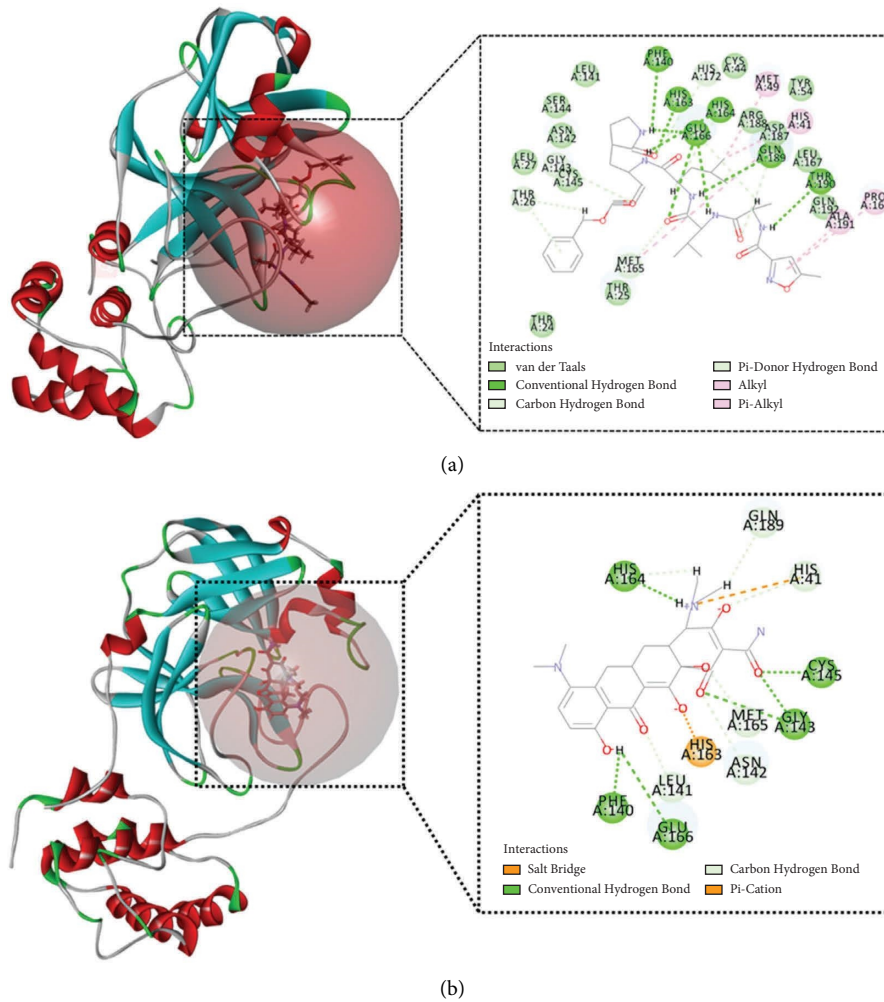 PHE
A:140
HIS
A:172
CYS
A:44
LEU
A:141
MET
A:49
TYR
A:54
HIS
A:163
HIS
A:164
SER
A:144
HIS
A:41
GLU
A:166
ARG
A:188
ASP
A:187
ASN
A:142
GLN
A:189
LEU
A:167
LEU
A:27
GLY
A:143
CYS
A:145
THR
A:190
THR
A:26
GLN
A:192
ALA
A:191
PRO
MET
A:165
THR
A:25
THR
A:24
H
H
N
O
N
O
H
N
H
N
O
O
O
N
H
O
N
O
N
O
Interactions
van der Taals
Conventional Hydrogen Bond
Carbon Hydrogen Bond
Pi-Donor Hydrogen Bond
Alkyl
Pi-Alkyl
(a)
GLN
A:189
HIS
A:164
HIS
A:41
H
H
H
N
O
N
N
O
O
O
O
O
O
H
CYS
A:145
MET
A:165
GLY
A:143
HIS
A:163
ASN
A:142
LEU
A:141
PHE
A:140
GLU
A:166
Interactions
Salt Bridge
Conventional Hydrogen Bond
Carbon Hydrogen Bond
Pi-Cation
(b)